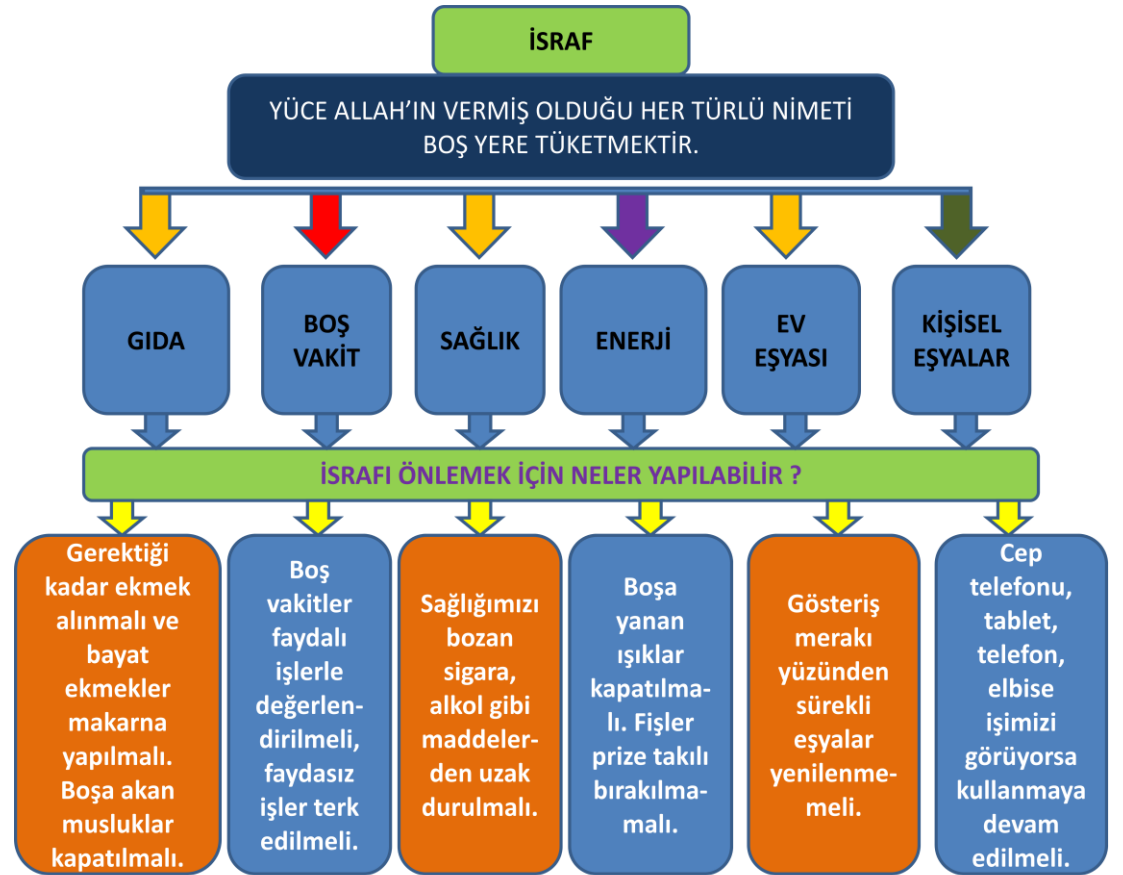 İSRAF
YÜCE ALLAH’IN VERMİŞ OLDUĞU HER TÜRLÜ NİMETİ
BOŞ YERE TÜKETMEKTİR.
GIDA
BOŞ
VAKİT
SAĞLIK
ENERJİ
EV
EŞYASI
KİŞİSEL
EŞYALAR
İSRAFI ÖNLEMEK İÇİN NELER YAPILABİLİR ?
Gerektiği
kadar ekmek
alınmalı ve
bayat
ekmekler
makarna
yapılmalı.
Boşa akan
musluklar
kapatılmalı.
Boş
vakitler
faydalı
işlerle
değerlen-
dirilmeli,
faydasız
işler terk
edilmeli.
Sağlığımızı
bozan
sigara,
alkol gibi
maddeler-
den uzak
durulmalı.
Boşa
yanan
ışıklar
kapatılma-
lı. Fişler
prize takılı
bırakılma-
malı.
Gösteriş
merakı
yüzünden
sürekli
eşyalar
yenilenme-
meli.
Cep
telefonu,
tablet,
telefon,
elbise
işimizi
görüyorsa
kullanmaya
devam
edilmeli.